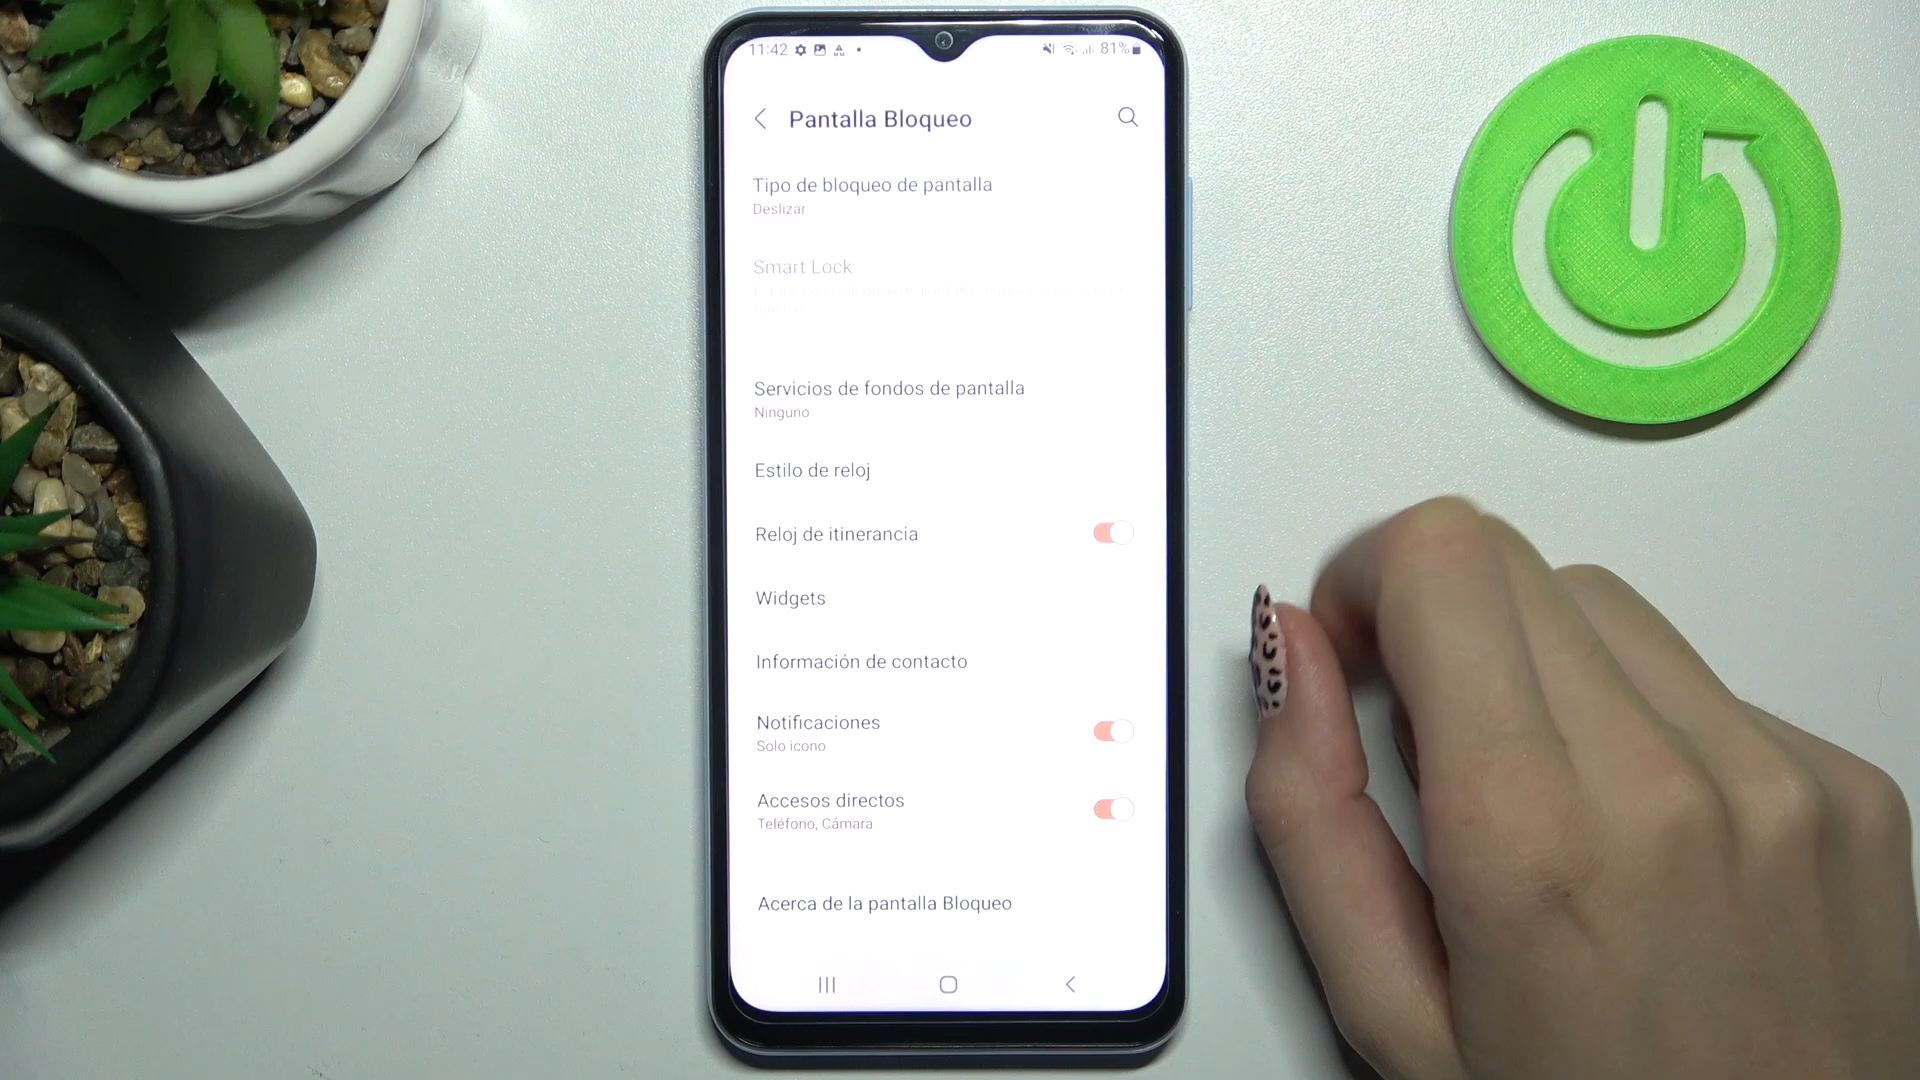 11:42 81%
Pantalla Bloqueo
Tipo de bloqueo de pantalla
Deslizar
Smart Lock
Servicios de fondos de pantalla
Ninguno
Estilo de reloj
Reloj de itinerancia
Widgets
Información de contacto
Notificaciones
Solo icono
Accesos directos
Teléfono, Cámara
Acerca de la pantalla Bloqueo